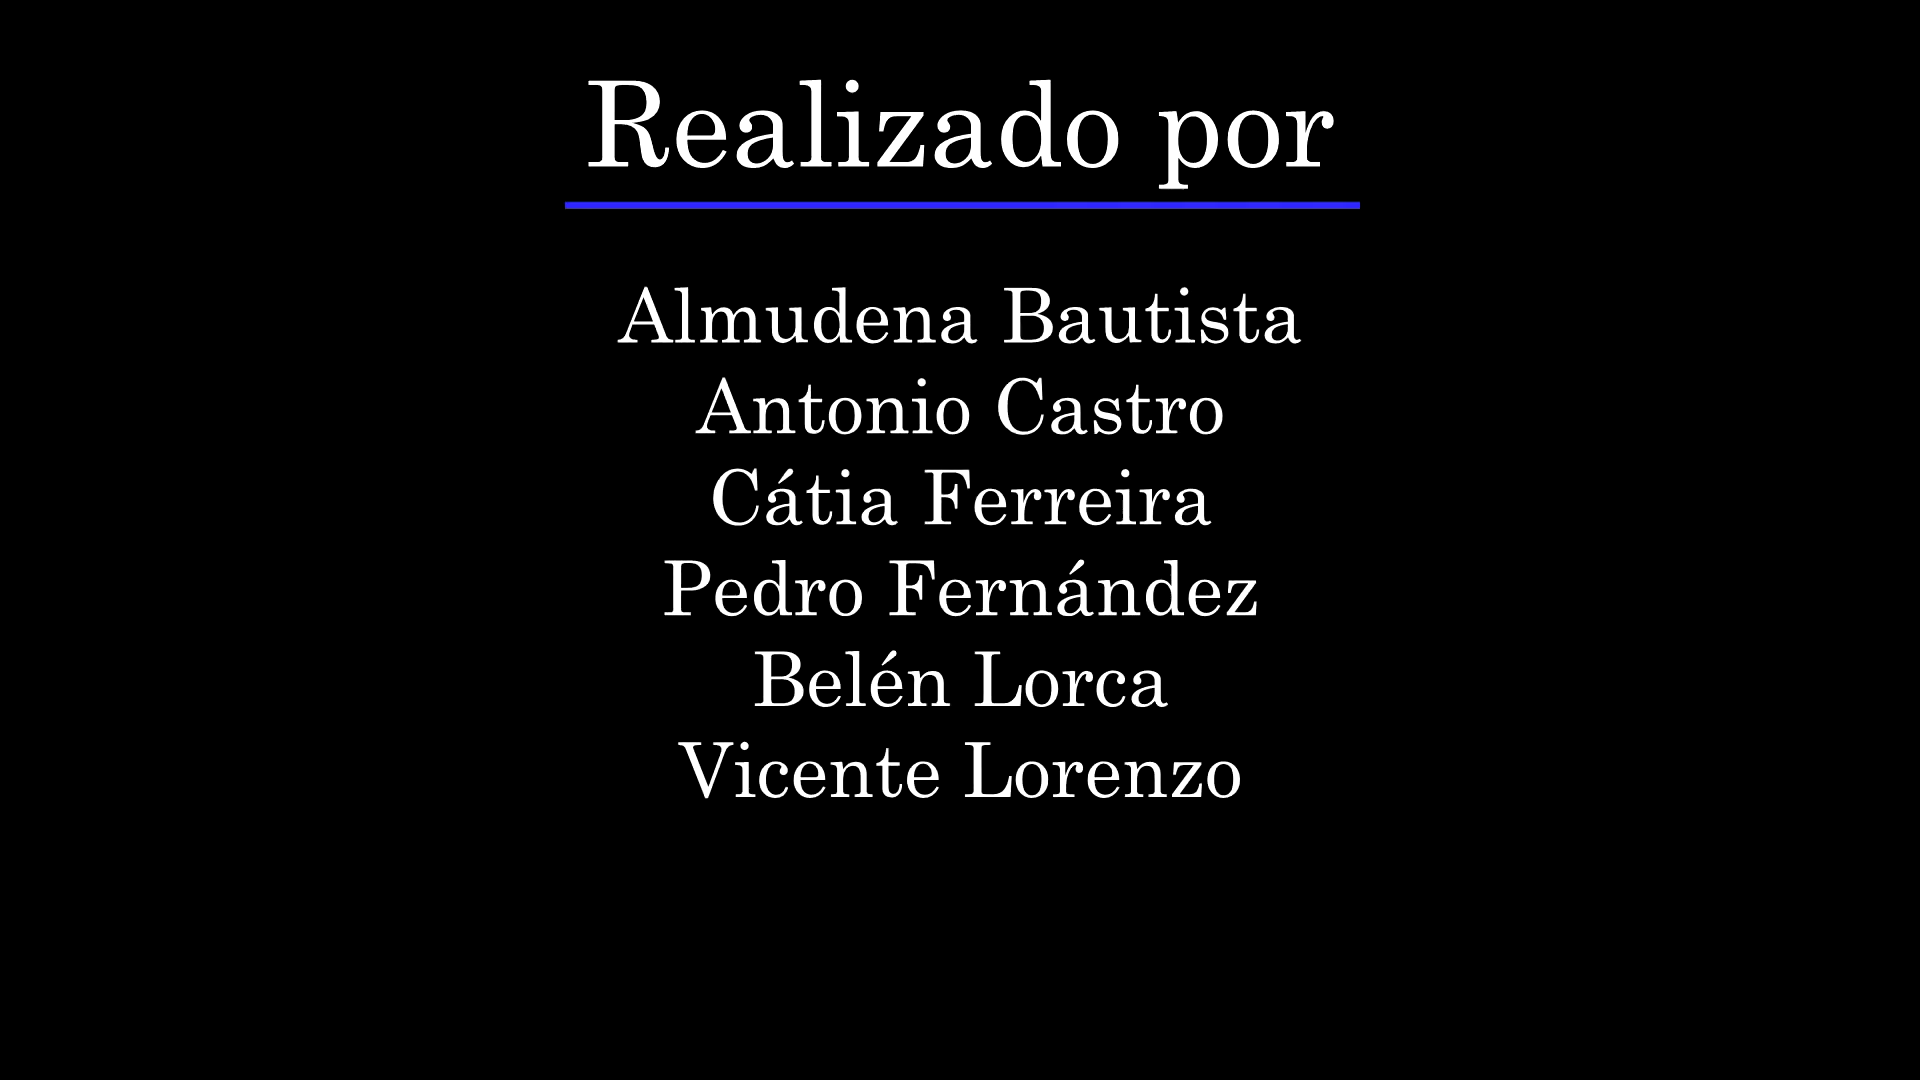 Realizado por
Almudena Bautista
Antonio Castro
Cátia Ferreira
Pedro Fernández
Belén Lorca
Vicente Lorenzo